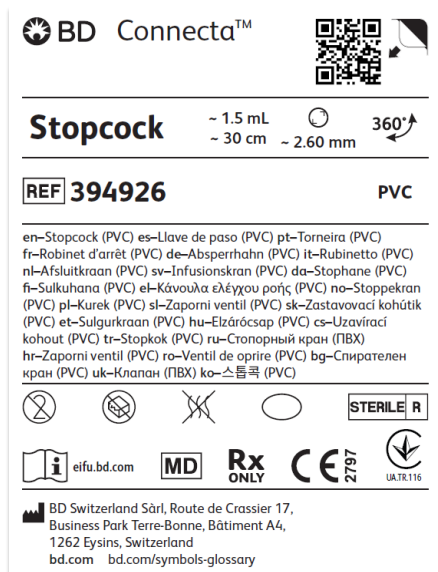 BD Connecta™
Stopcock
~ 1.5 mL
~ 30 cm
~ 2.60 mm
360°
REF 394926
PVC
en–Stopcock (PVC) es–Llave de paso (PVC) pt–Torneira (PVC)
fr–Robinet d'arrêt (PVC) de–Absperrhahn (PVC) it–Rubinetto (PVC)
nl–Afsluitkraan (PVC) sv–Infusionskran (PVC) da–Stophane (PVC)
fi–Sulkuhana (PVC) el–Κάνουλα ελέγχου ροής (PVC) no–Stoppekran
(PVC) pl–Kurek (PVC) sl–Zaporni ventil (PVC) sk–Zastavovací kohútik
(PVC) et–Sulgurkraan (PVC) hu–Elzárócsap (PVC) cs–Uzavírací
kohout (PVC) tr–Stopkok (PVC) ru–Стопорный кран (ПВХ)
hr–Zaporni ventil (PVC) ro–Ventil de oprire (PVC) bg–Спирателен
кран (PVC) uk–Клапан (ПВХ) ko–스톱콕 (PVC)
2
STERILE R
i eifu.bd.com
MD
Rx
ONLY
CE 2797
UA.TR.116
BD Switzerland Sàrl, Route de Crassier 17,
Business Park Terre-Bonne, Bâtiment A4,
1262 Eysins, Switzerland
bd.com bd.com/symbols-glossary